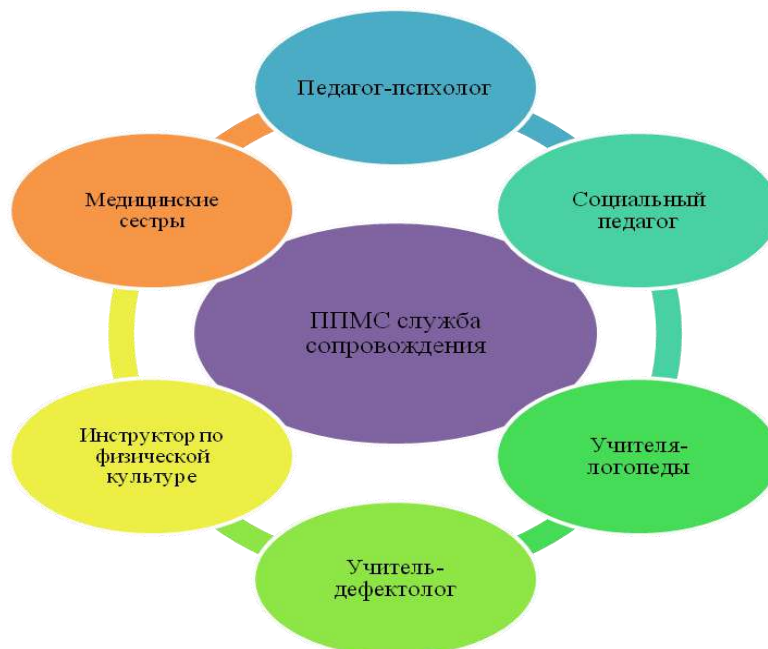 Педагог-психолог
Социальный
педагог
Учителя-
логопеды
Учитель-
дефектолог
Инструктор по
физической
культуре
Медицинские
сестры
ППМС служба
сопровождения